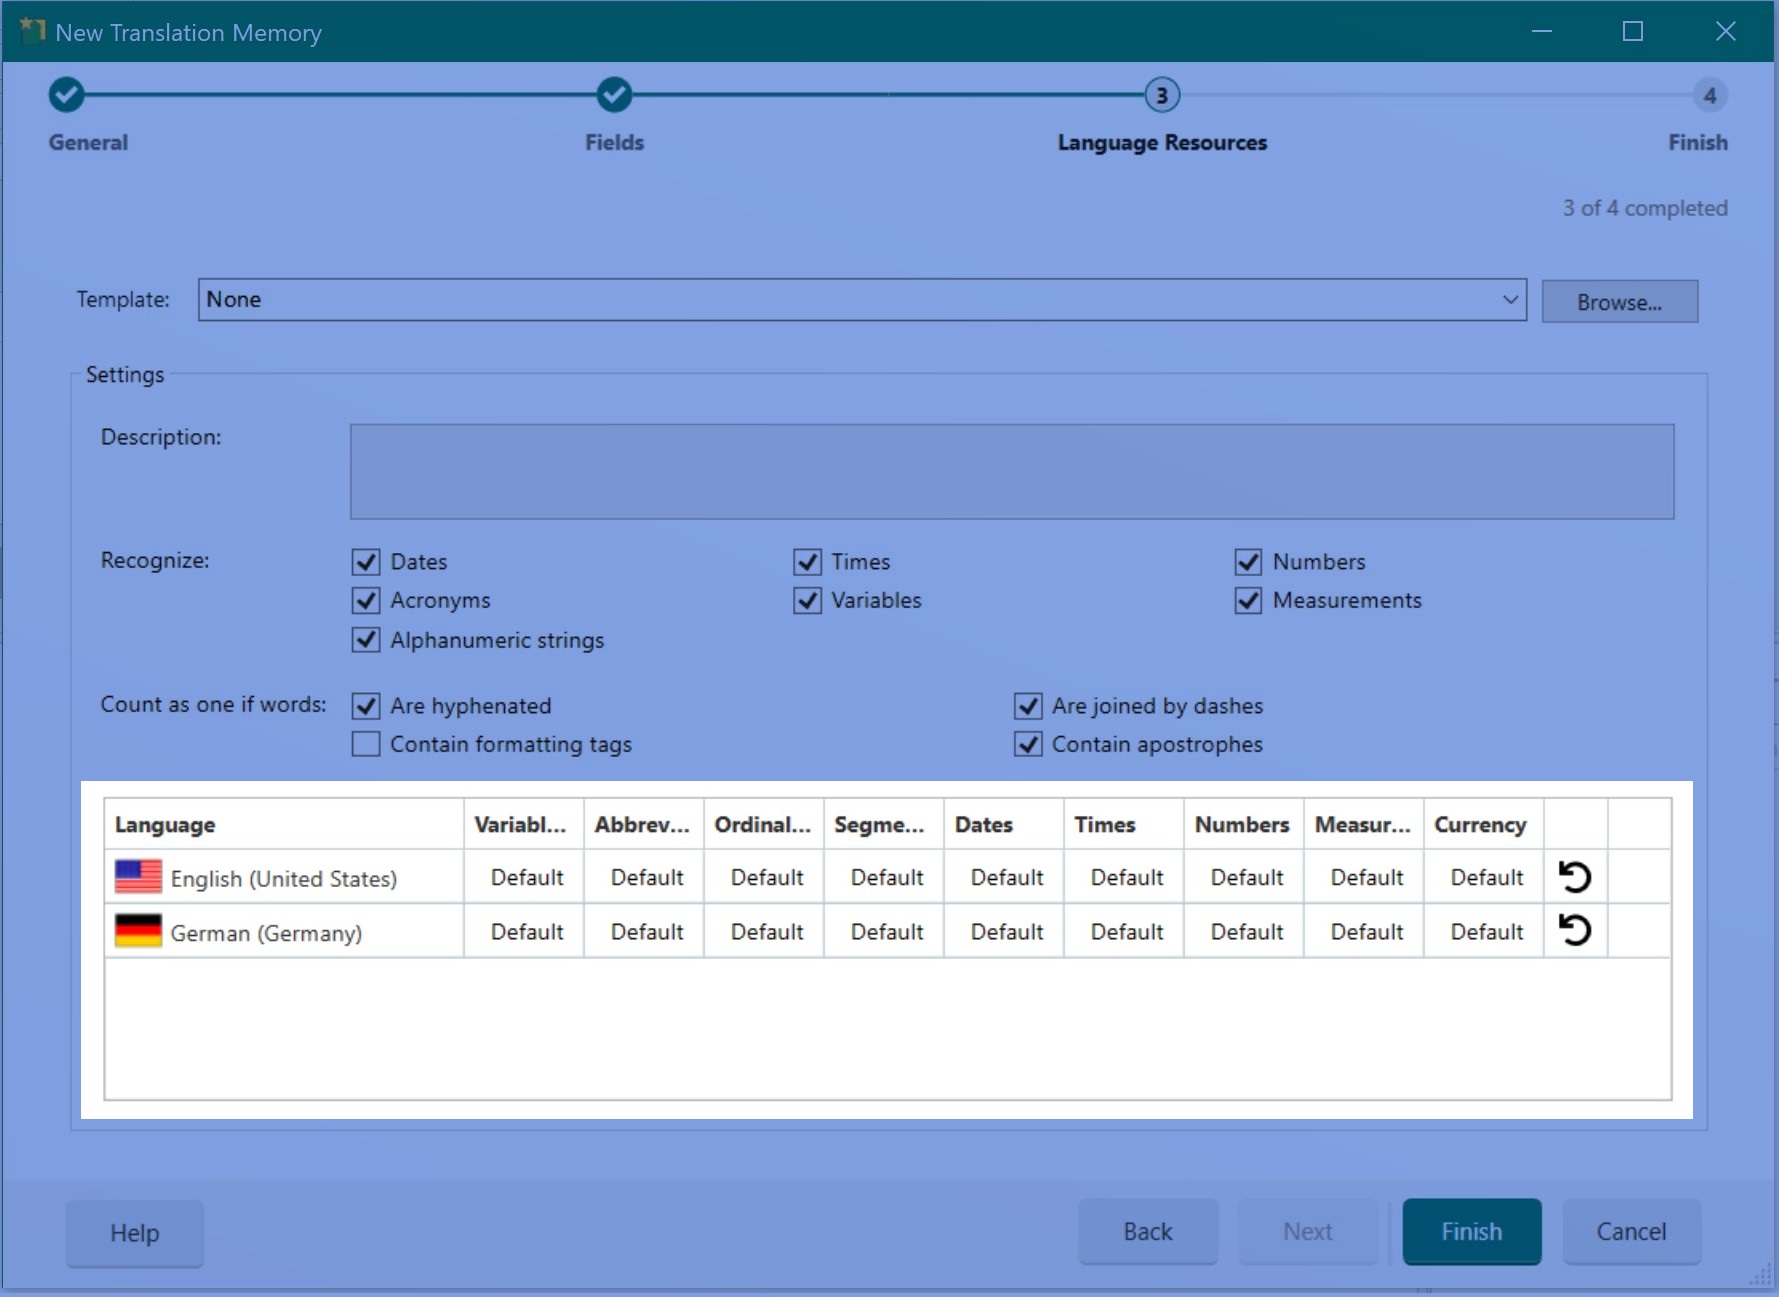 New Translation Memory
3 4
General Fields Language Resources Finish
3 of 4 completed
Template: None Browse...
Settings
Description:
Recognize: Dates Times Numbers
Acronyms Variables Measurements
Alphanumeric strings
Count as one if words: Are hyphenated Are joined by dashes
Contain formatting tags Contain apostrophes
Language Variabl... Abbrev... Ordinal... Segme... Dates Times Numbers Measur... Currency
English (United States) Default Default Default Default Default Default Default Default Default
German (Germany) Default Default Default Default Default Default Default Default Default
Help Back Next Finish Cancel